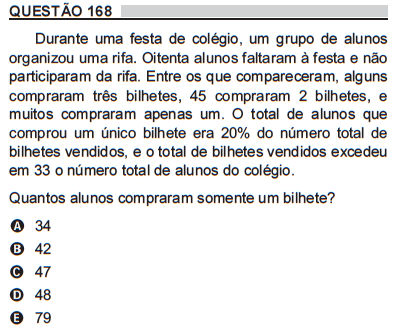 QUESTÃO 168
Durante uma festa de colégio, um grupo de alunos
organizou uma rifa. Oitenta alunos faltaram à festa e não
participaram da rifa. Entre os que compareceram, alguns
compraram três bilhetes, 45 compraram 2 bilhetes, e
muitos compraram apenas um. O total de alunos que
comprou um único bilhete era 20% do número total de
bilhetes vendidos, e o total de bilhetes vendidos excedeu
em 33 o número total de alunos do colégio.
Quantos alunos compraram somente um bilhete?
A 34
B 42
C 47
D 48
E 79